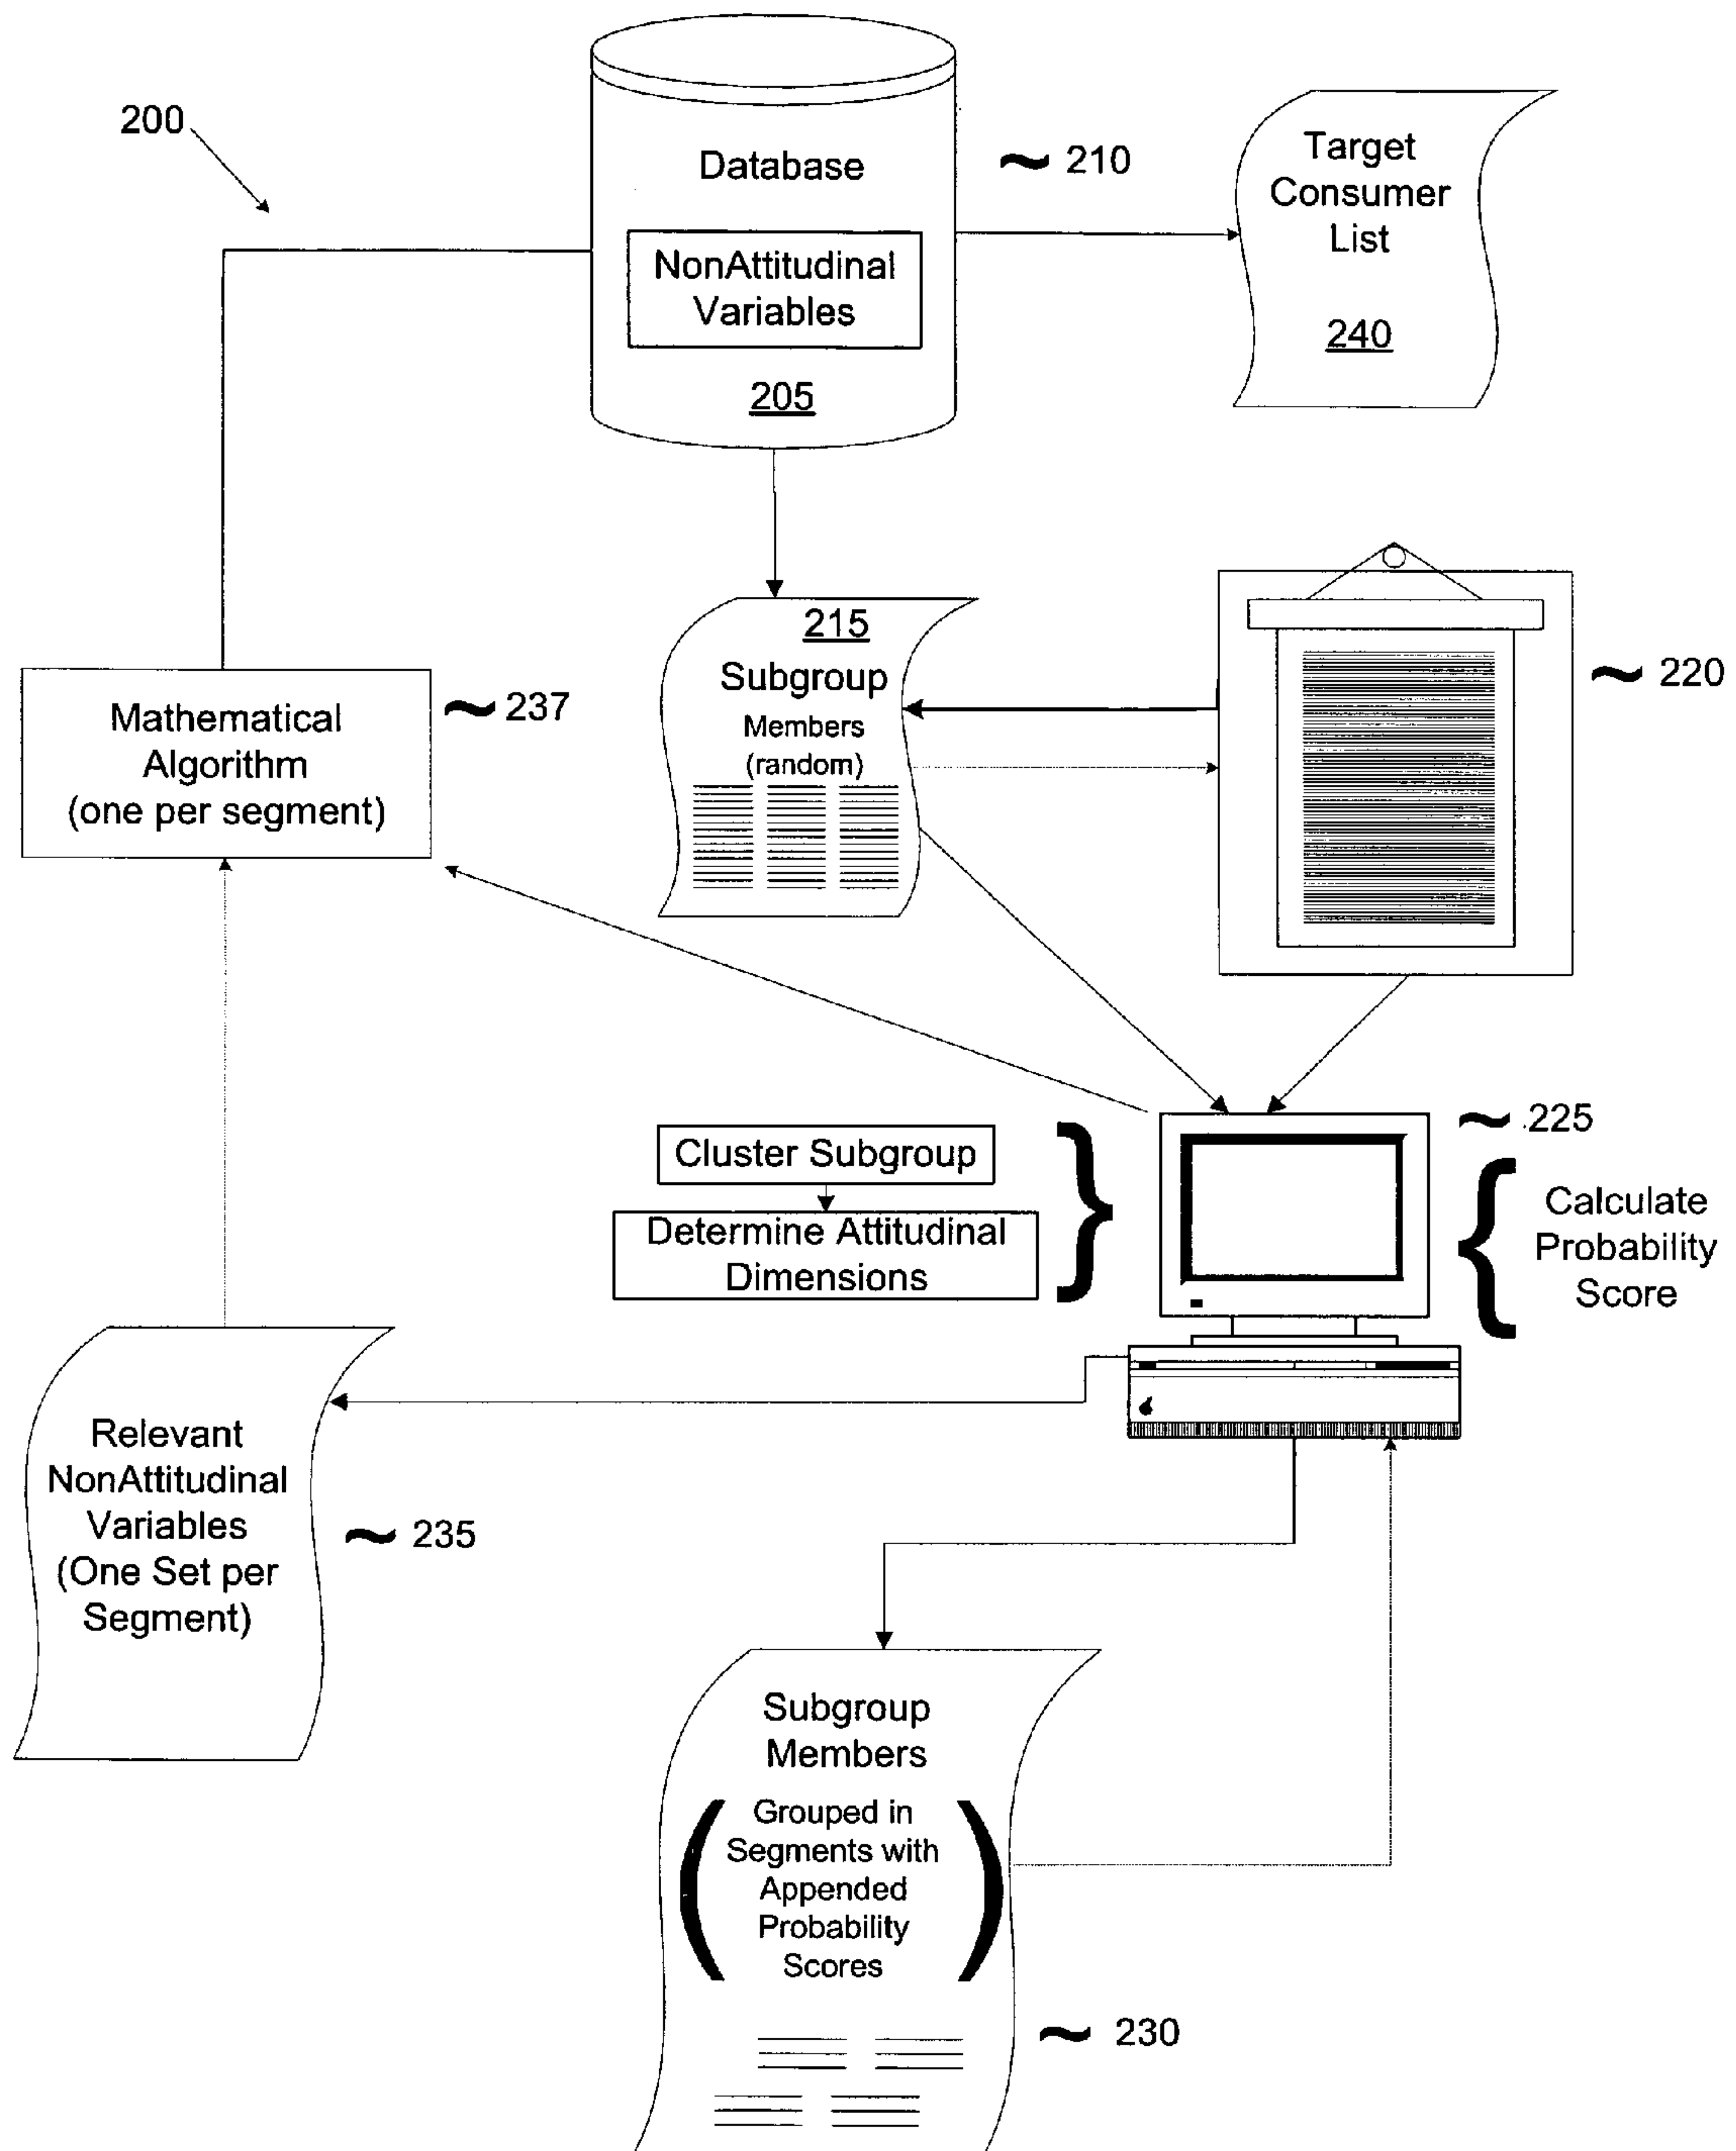 200
Database
210
NonAttitudinal
Variables
205
Target
Consumer
List
240
215
Subgroup
Members
(random)
220
Mathematical
Algorithm
(one per segment)
237
225
Cluster Subgroup
Determine Attitudinal
Dimensions
Calculate
Probability
Score
Relevant
NonAttitudinal
Variables
(One Set per
Segment)
235
Subgroup
Members
(Grouped in
Segments with
Appended
Probability
Scores)
230